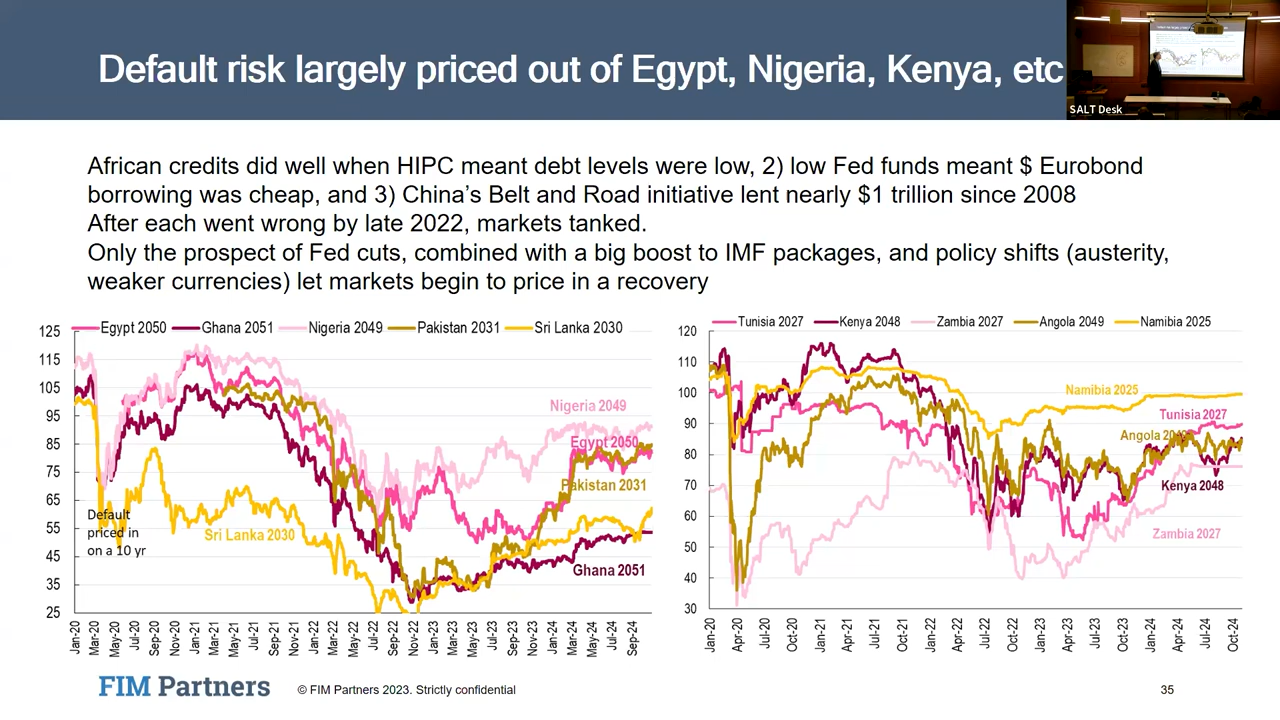 Default risk largely priced out of Egypt, Nigeria, Kenya, etc
SALT Desk
African credits did well when HIPC meant debt levels were low, 2) low Fed funds meant $ Eurobond
borrowing was cheap, and 3) China's Belt and Road initiative lent nearly $1 trillion since 2008
After each went wrong by late 2022, markets tanked.
Only the prospect of Fed cuts, combined with a big boost to IMF packages, and policy shifts (austerity,
weaker currencies) let markets begin to price in a recovery
Egypt 2050 Ghana 2051 Nigeria 2049 Pakistan 2031 Sri Lanka 2030
125
115
105
95
85
75
65
55
45
35
25
Nigeria 2049
Egypt 2050
Pakistan 2031
Default
priced in
on a 10 yr
Sri Lanka 2030
Ghana 2051
Jan-20 Mar-20 May-20 Jul-20 Sep-20 Nov-20 Jan-21 Mar-21 May-21 Jul-21 Sep-21 Nov-21 Jan-22 Mar-22 May-22 Jul-22 Sep-22 Nov-22 Jan-23 Mar-23 May-23 Jul-23 Sep-23 Nov-23 Jan-24 Mar-24 May-24 Jul-24 Sep-24
Tunisia 2027 Kenya 2048 Zambia 2027 Angola 2049 Namibia 2025
120
110
100
90
80
70
60
50
40
30
Namibia 2025
Tunisia 2027
Angola 2049
Kenya 2048
Zambia 2027
Jan-20 Apr-20 Jul-20 Oct-20 Jan-21 Apr-21 Jul-21 Oct-21 Jan-22 Apr-22 Jul-22 Oct-22 Jan-23 Apr-23 Jul-23 Oct-23 Jan-24 Apr-24 Jul-24 Oct-24
FIM Partners
© FIM Partners 2023. Strictly confidential
35